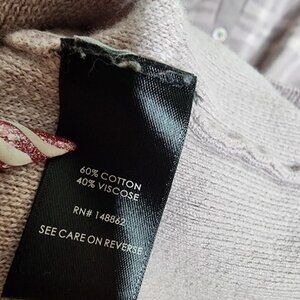 60% COTTON
40% VISCOSE
RN# 148862
SEE CARE ON REVERSE